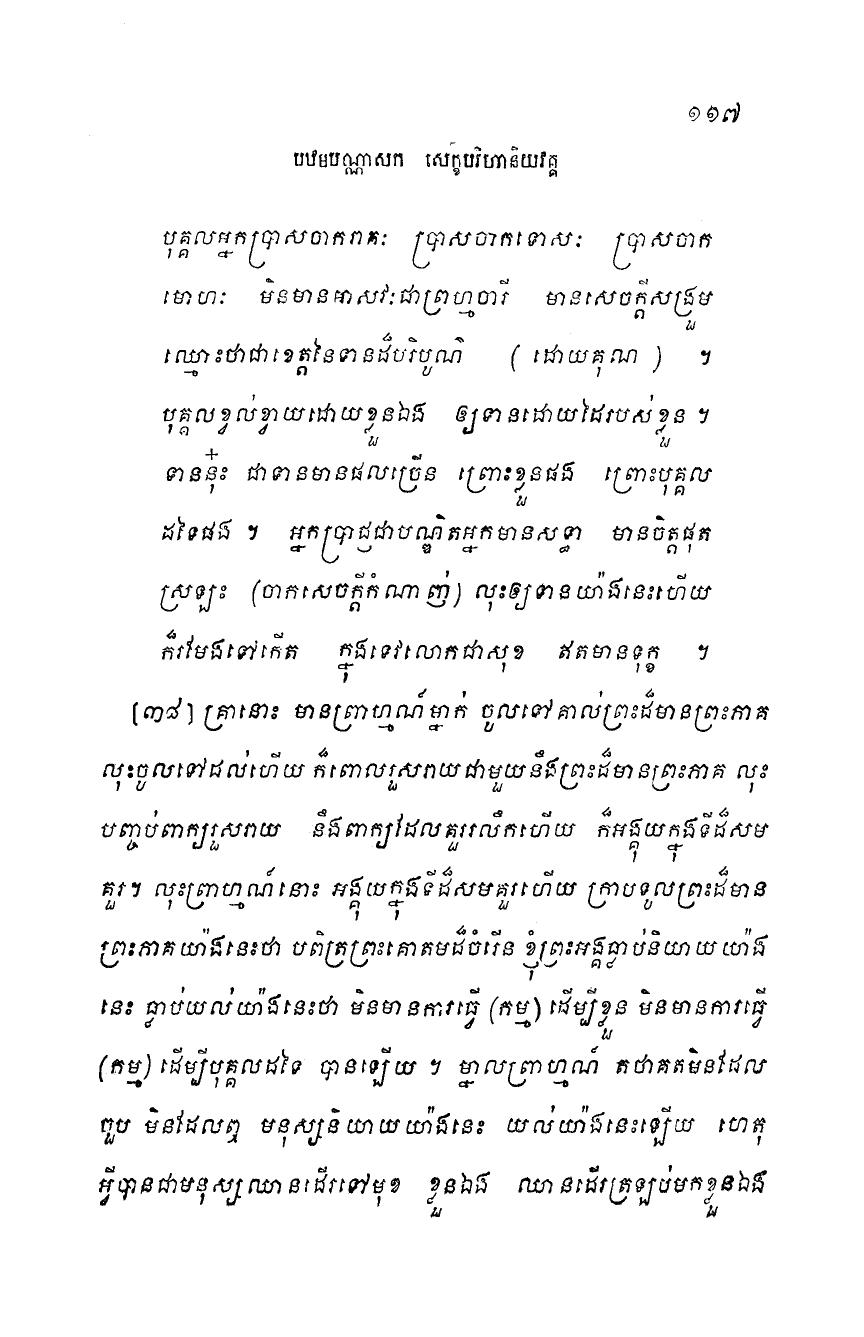 ១១៧
បឋមបណ្ណាសក សេក្ខបរិហានិយវគ្គ
បុគ្គលអ្នកប្រាសចាករាគៈ ប្រាសចាកទោសៈ ប្រាសចាក
មោហៈ មិនមានអាសវៈជាព្រហ្មចារី មានសេចក្តីសង្រួម
ឈ្មោះថាជាខេត្តនៃទានដ៏បរិបូណ៌ ( ដោយគុណ ) ។
បុគ្គលខ្វល់ខ្វាយដោយខ្លួនឯង ឲ្យទានដោយដៃរបស់ខ្លួន ។
ទាននុ៎ះ ជាទានមានផលច្រើន ព្រោះខ្លួនផង ព្រោះបុគ្គល
ដទៃផង ។ អ្នកប្រាជ្ញជាបណ្ឌិតអ្នកមានសទ្ធា មានចិត្តផុត
ស្រឡះ (ចាកសេចក្តីកំណាញ់) លុះឲ្យទានយ៉ាងនេះហើយ
ក៏រមែងទៅកើត ក្នុងទេវលោកជាសុខ ឥតមានទុក្ខ ។
[៣៨] គ្រានោះ មានព្រាហ្មណ៍ម្នាក់ ចូលទៅគាល់ព្រះដ៏មានព្រះភាគ
លុះចូលទៅដល់ហើយ ក៏ពោលរួសរាយជាមួយនឹងព្រះដ៏មានព្រះភាគ លុះ
បញ្ចប់ពាក្យរួសរាយ នឹងពាក្យដែលគួររលឹកហើយ ក៏អង្គុយក្នុងទីដ៏សម
គួរ។ លុះព្រាហ្មណ៍នោះ អង្គុយក្នុងទីដ៏សមគួរហើយ ក្រាបទូលព្រះដ៏មាន
ព្រះភាគយ៉ាងនេះថា បពិត្រព្រះគោតមដ៏ចំរើន ខ្ញុំព្រះអង្គធ្លាប់និយាយយ៉ាង
នេះ ធ្លាប់យល់យ៉ាងនេះថា មិនមានការធ្វើ (កម្ម) ដើម្បីខ្លួន មិនមានការធ្វើ
(កម្ម) ដើម្បីបុគ្គលដទៃ បានឡើយ ។ ម្នាលព្រាហ្មណ៍ តថាគតមិនដែល
ជួប មិនដែលឮ មនុស្សនិយាយយ៉ាងនេះ យល់យ៉ាងនេះឡើយ ហេតុ
អ្វីបានជាមនុស្សឈានដើរទៅមុខ ខ្លួនឯង ឈានដើរត្រឡប់មកខ្លួនឯង